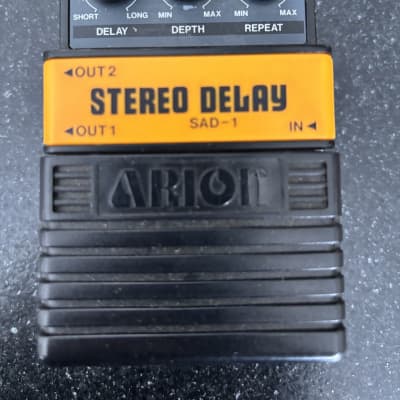 SHORT LONG MIN MAX MIN MAX
DELAY DEPTH REPEAT
◄OUT2
STEREO DELAY
◄OUT1 SAD-1 IN◄
ARION